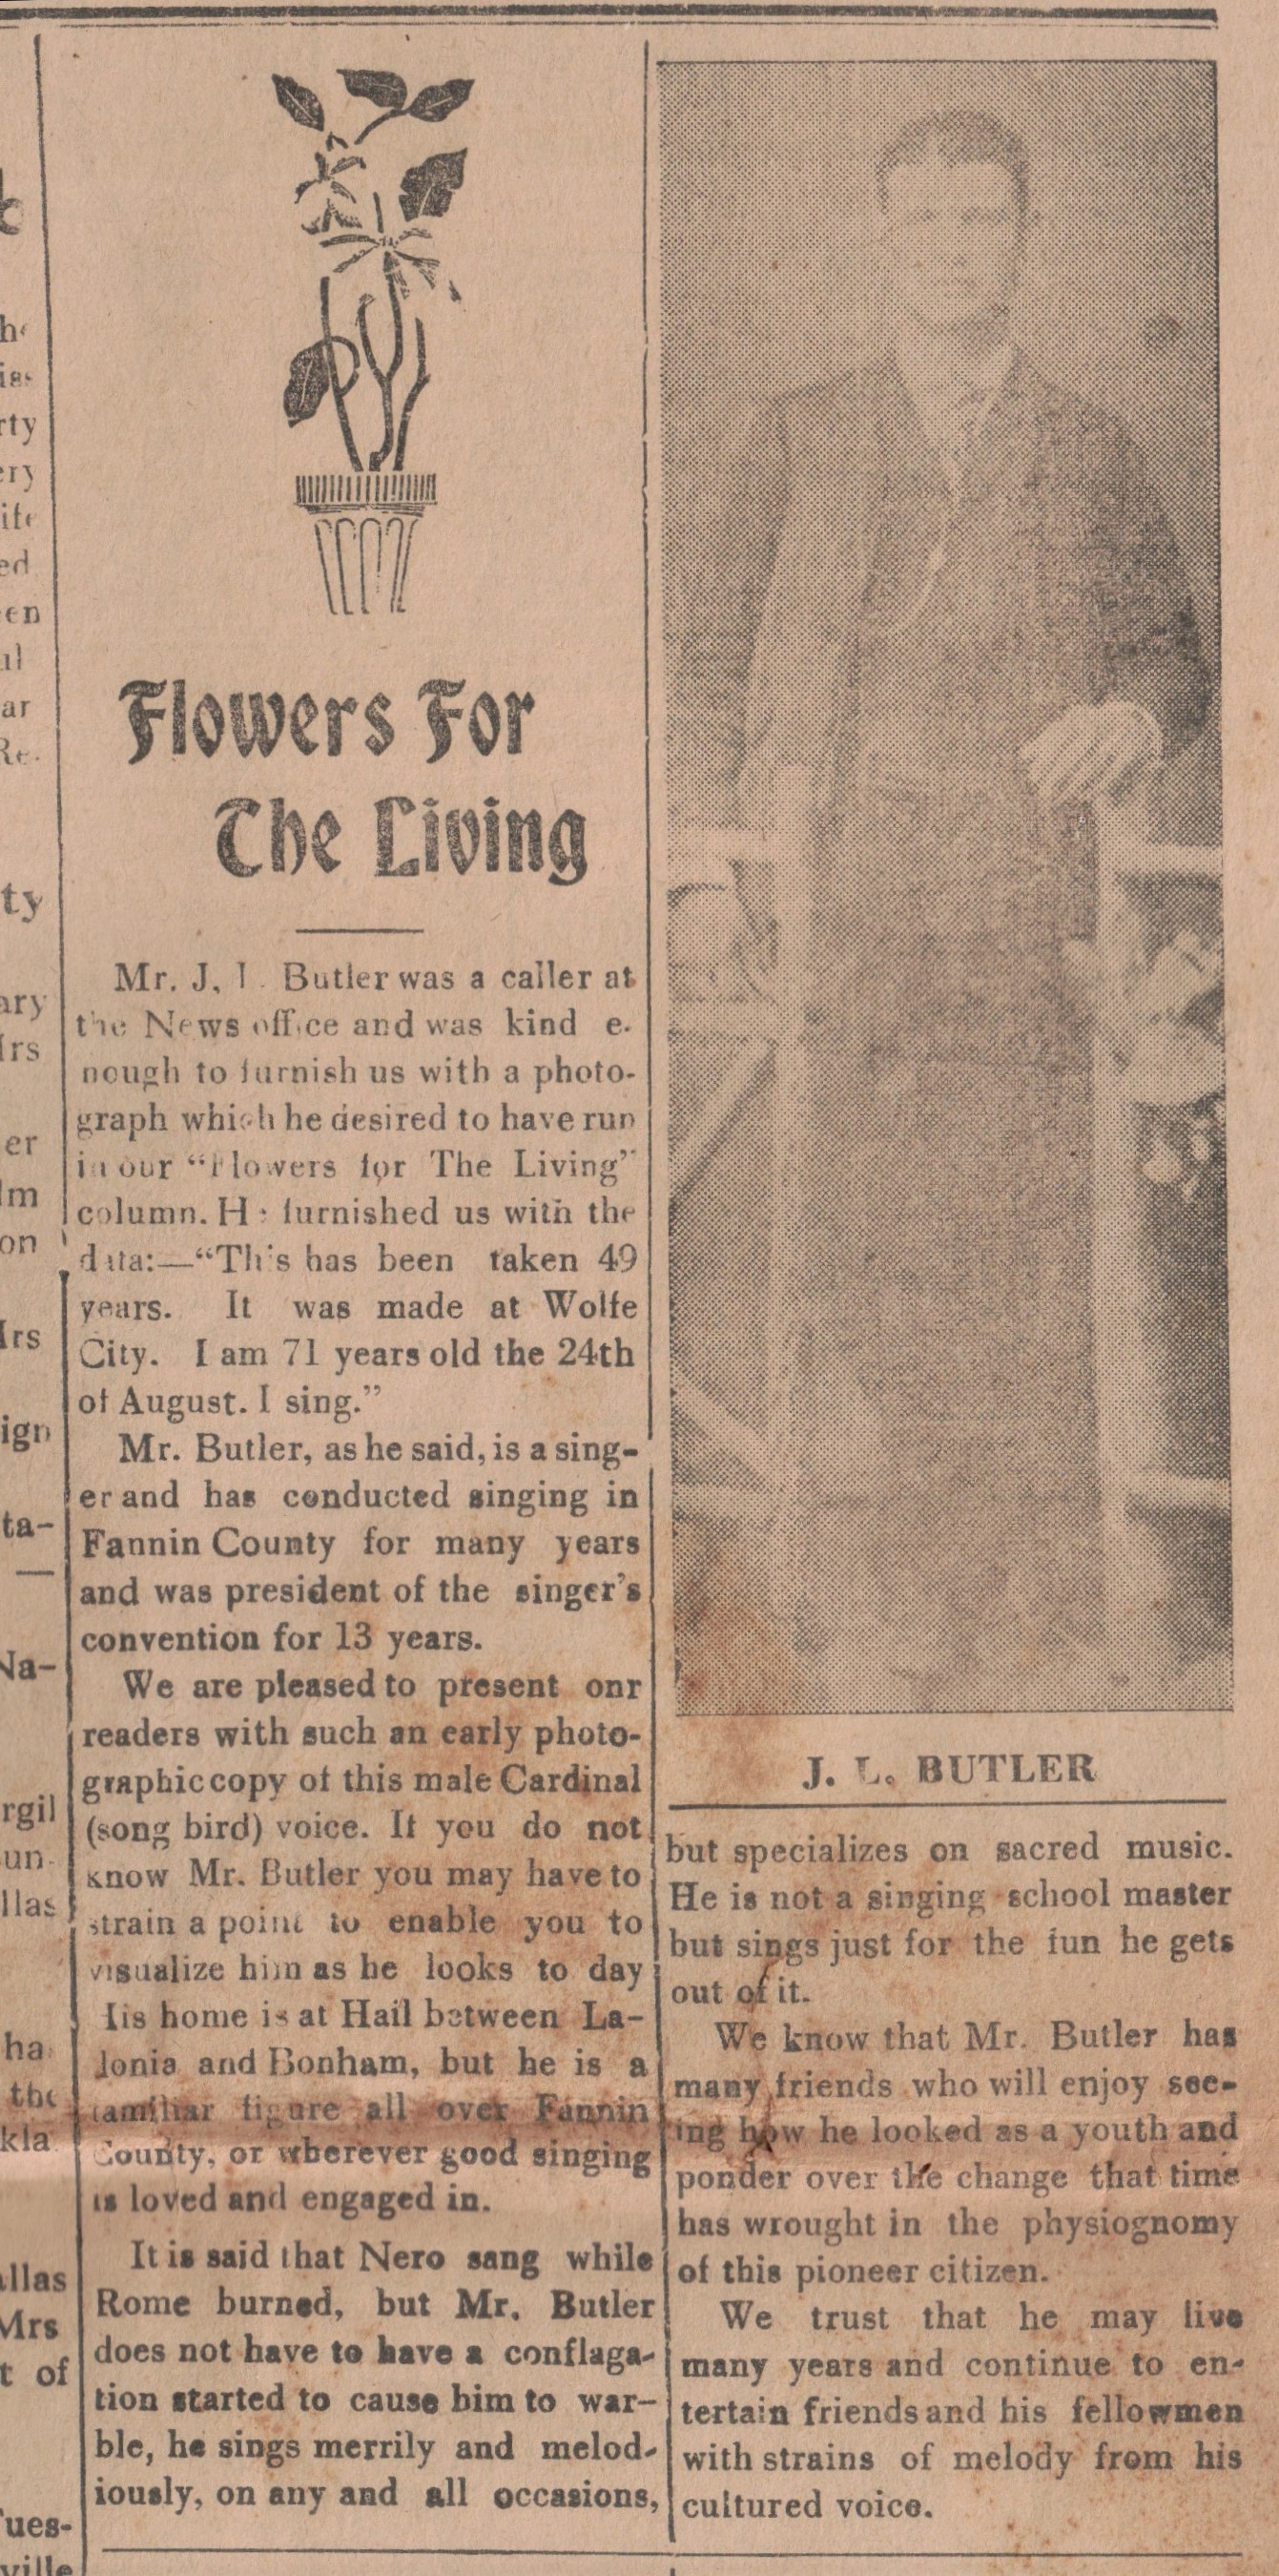 Flowers For
The Living
Mr. J, L. Butler was a caller at
the News office and was kind e-
nough to furnish us with a photo-
graph which he desired to have run
in our “Flowers for The Living”
column. He furnished us with the
data:—“This has been taken 49
years. It was made at Wolfe
City. I am 71 years old the 24th
of August. I sing.”
Mr. Butler, as he said, is a sing-
er and has conducted singing in
Fannin County for many years
and was president of the singer's
convention for 13 years.
We are pleased to present onr
readers with such an early photo-
graphic copy of this male Cardinal
(song bird) voice. If you do not
know Mr. Butler you may have to
strain a point to enable you to
visualize him as he looks to day
His home is at Hail between La-
donia and Bonham, but he is a
familiar figure all over Fannin
County, or wherever good singing
is loved and engaged in.
It is said that Nero sang while
Rome burned, but Mr. Butler
does not have to have a conflaga-
tion started to cause him to war-
ble, he sings merrily and melod-
iously, on any and all occasions,
J. L. BUTLER
but specializes on sacred music.
He is not a singing school master
but sings just for the fun he gets
out of it.
We know that Mr. Butler has
many friends who will enjoy see-
ing how he looked as a youth and
ponder over the change that time
has wrought in the physiognomy
of this pioneer citizen.
We trust that he may live
many years and continue to en-
tertain friends and his fellowmen
with strains of melody from his
cultured voice.